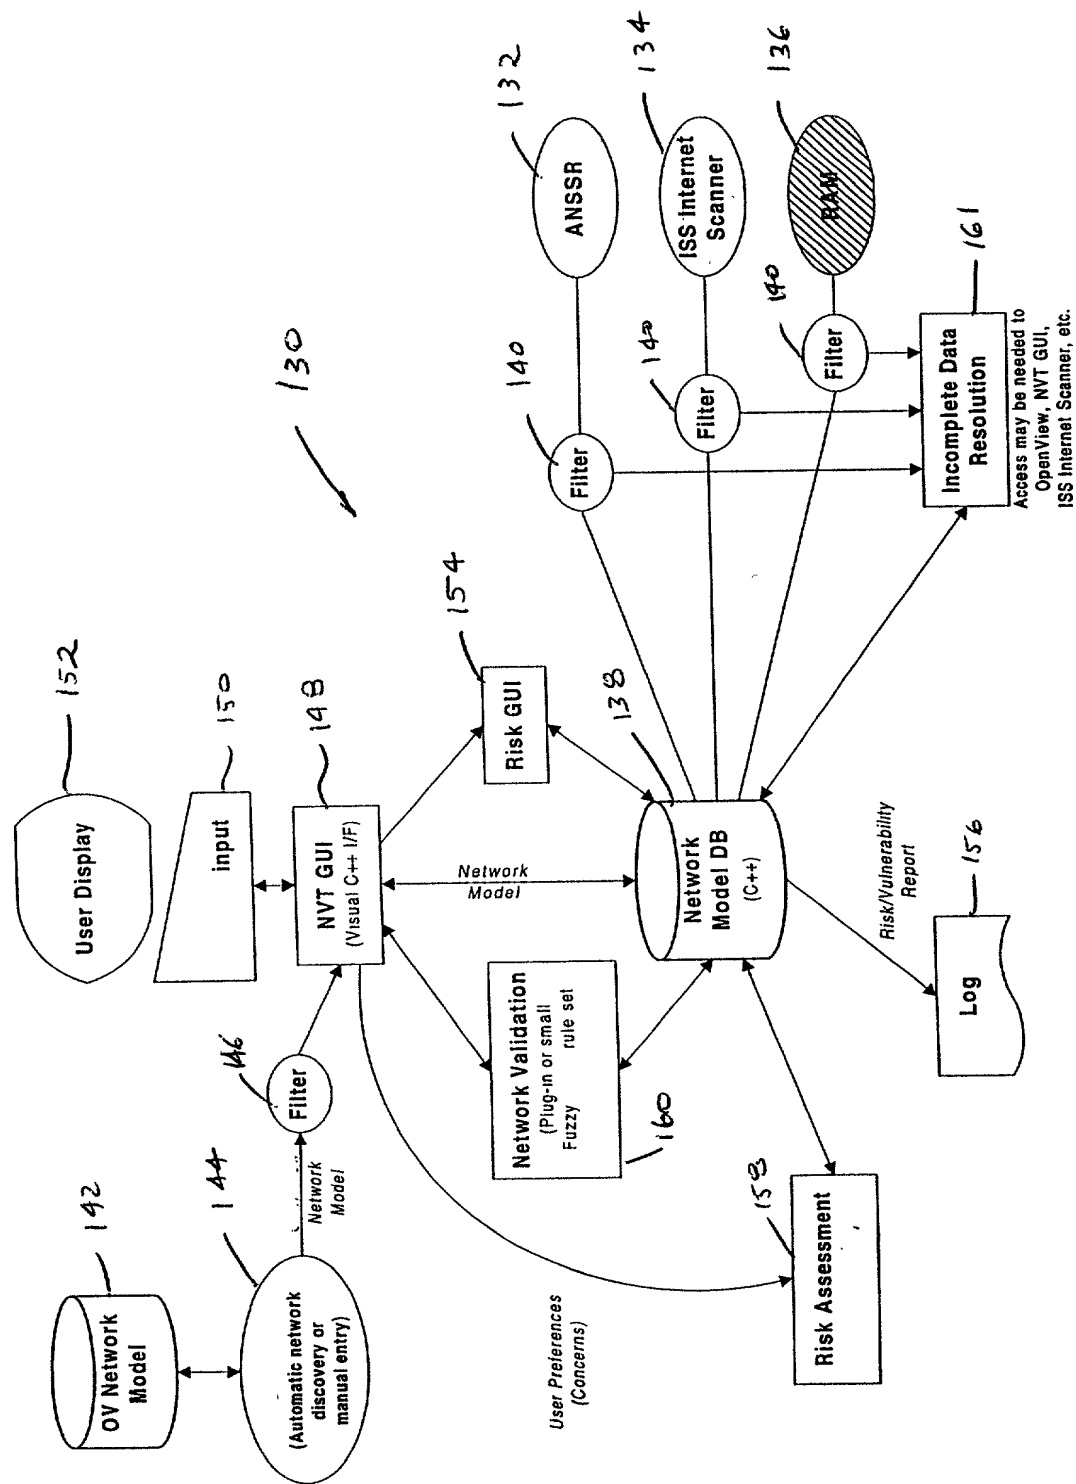 130
152
User Display
150
input
142
OV Network
Model
144
(Automatic network
discovery or
manual entry)
Network
Model
146
Filter
148
NVT GUI
(Visual C++ I/F)
154
Risk GUI
132
ANSSR
140
Filter
134
ISS Internet
Scanner
140
Filter
136
RAM
140
Filter
161
Incomplete Data
Resolution
Access may be needed to
OpenView, NVT GUI,
ISS Internet Scanner, etc.
Network Validation
(Plug-in or small
Fuzzy rule set
160
Network
Model
138
Network
Model DB
(C++)
User Preferences
(Concerns)
158
Risk Assessment
Risk/Vulnerability
Report
156
Log